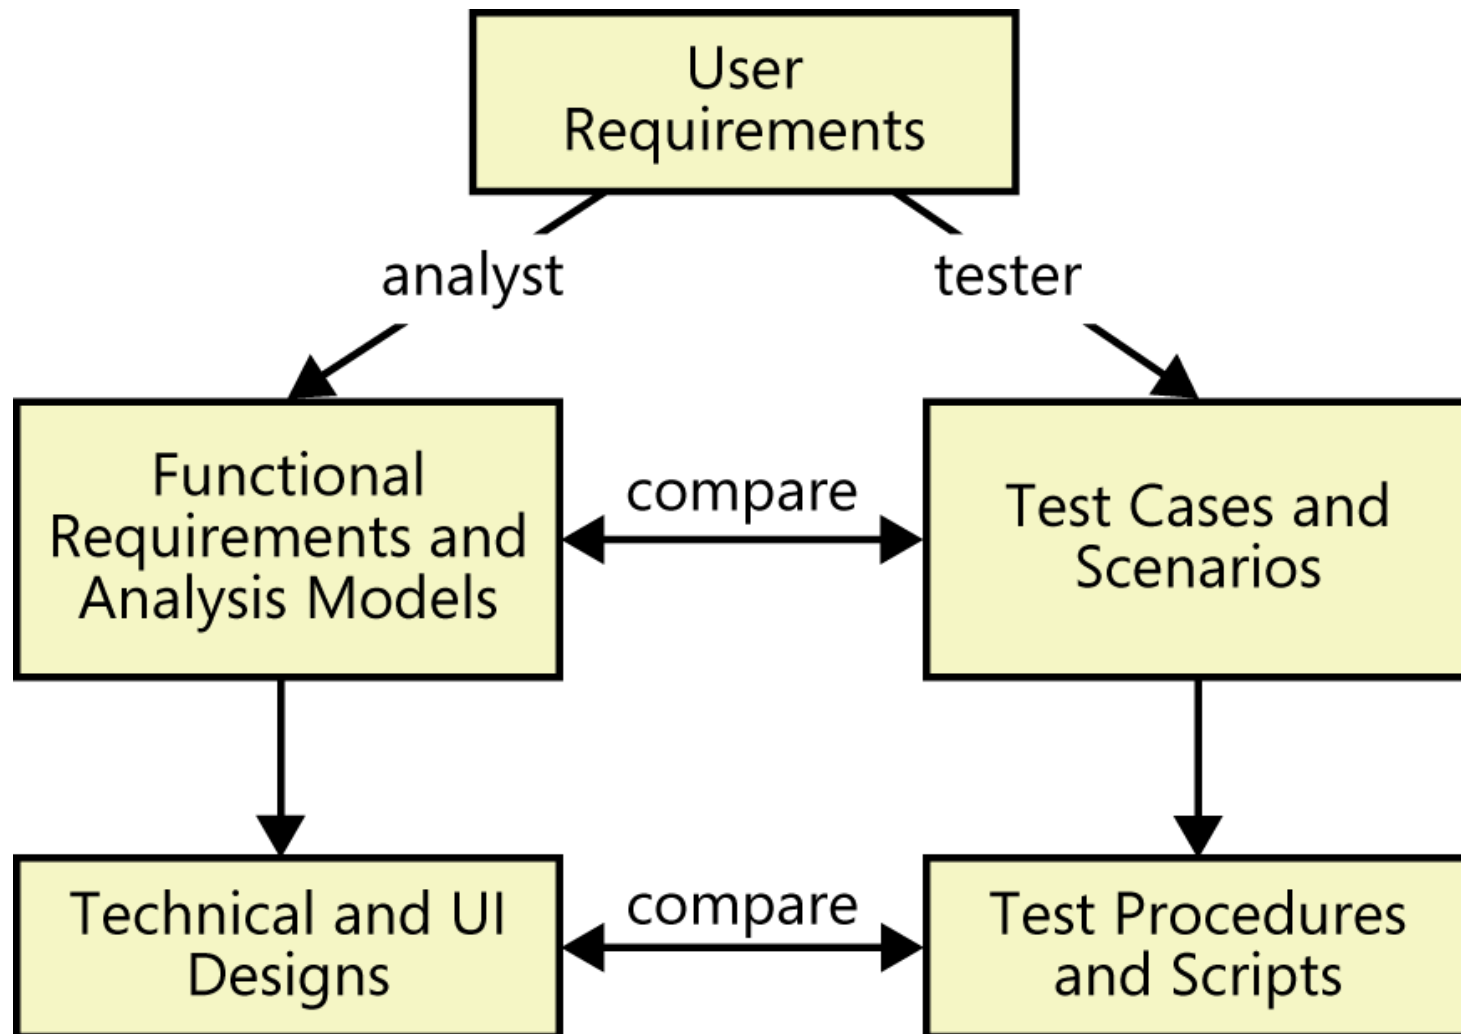 User
Requirements
analyst
tester
Functional
Requirements and
Analysis Models
compare
Test Cases and
Scenarios
Technical and UI
Designs
compare
Test Procedures
and Scripts